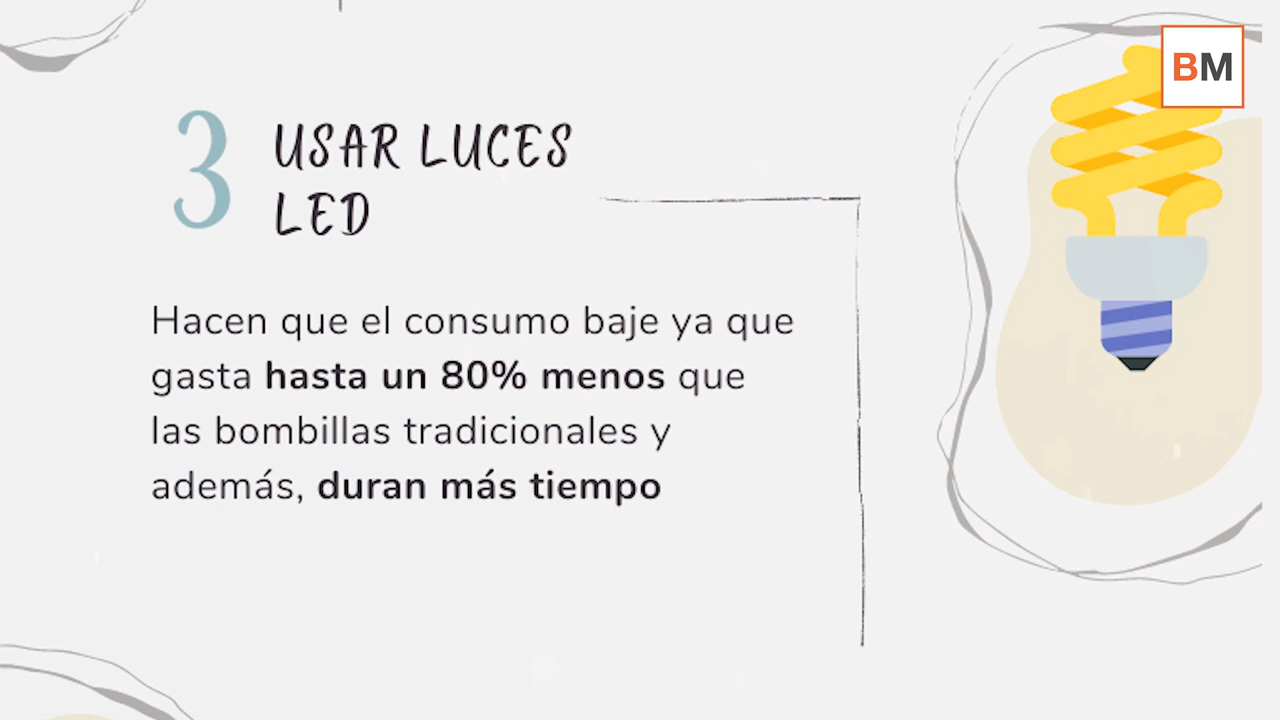 BM
3 USAR LUCES
LED
Hacen que el consumo baje ya que
gasta hasta un 80% menos que
las bombillas tradicionales y
además, duran más tiempo